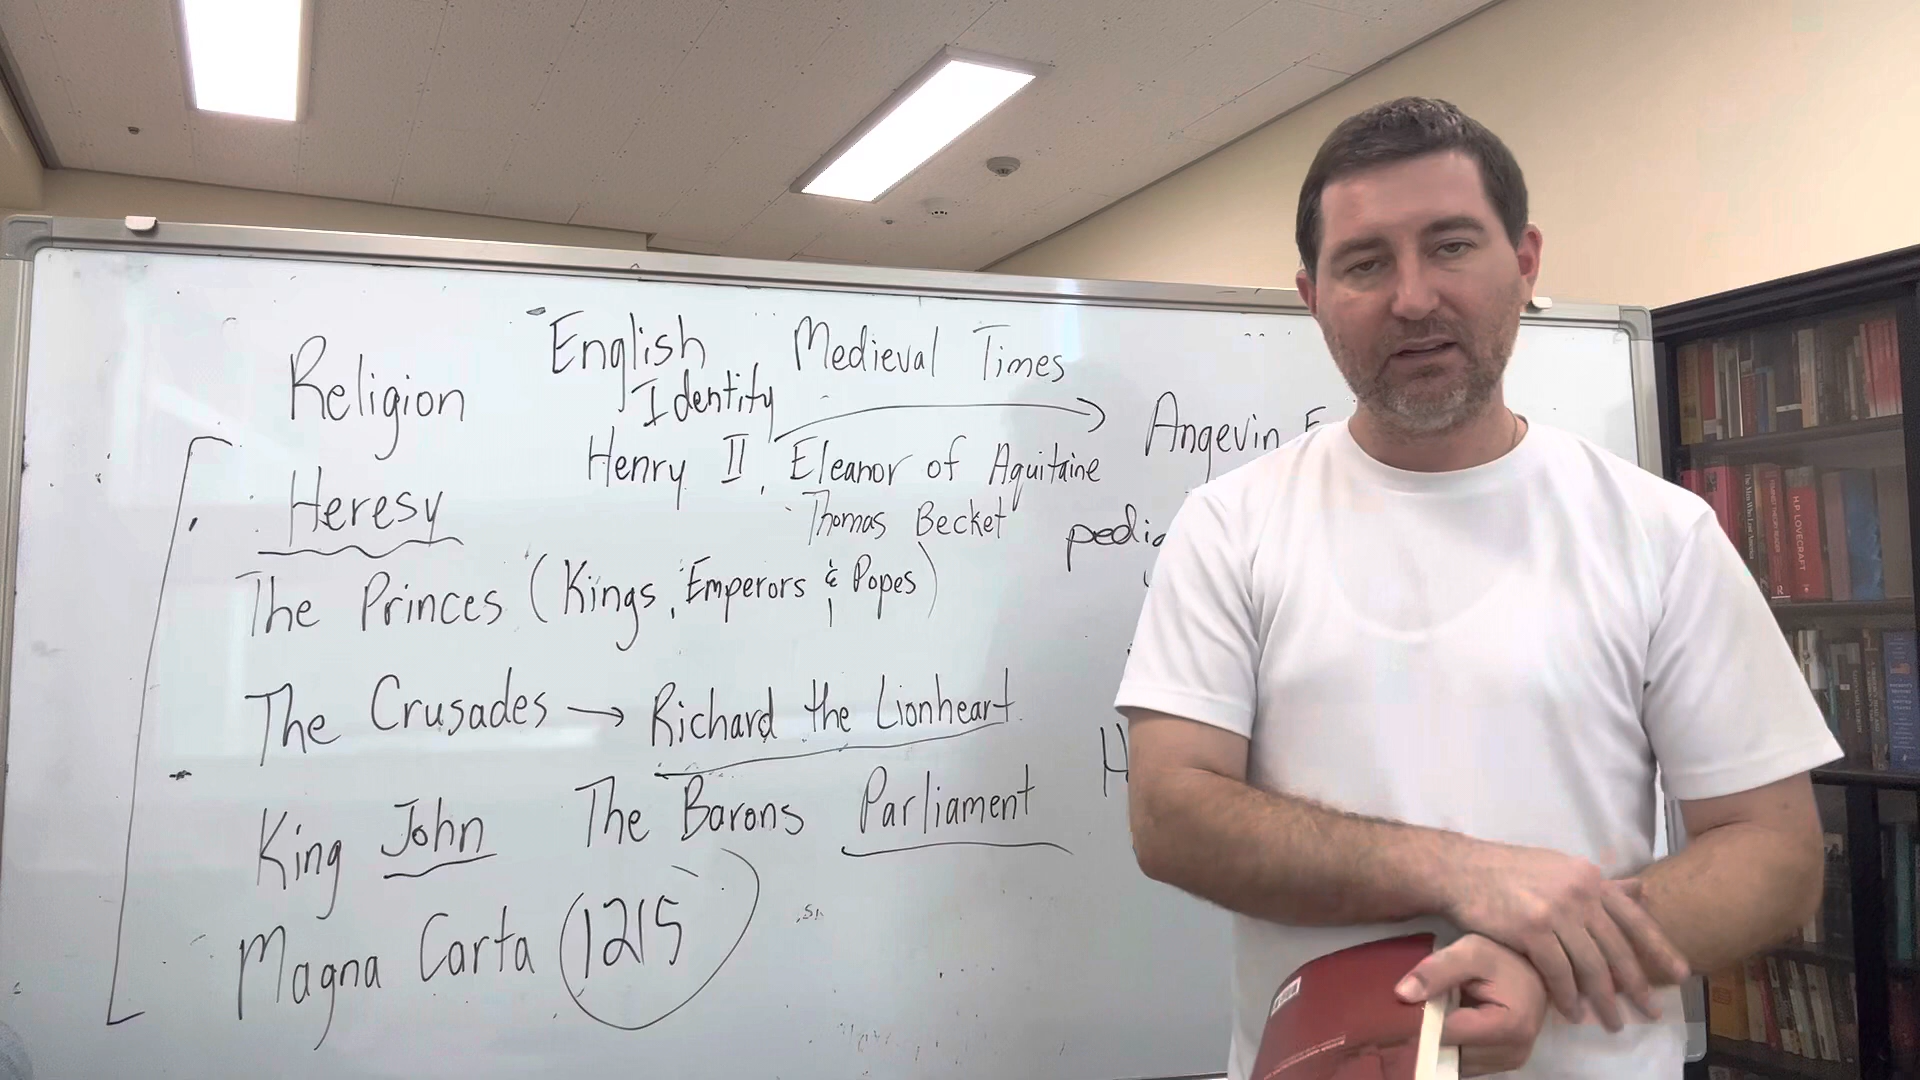 English Medieval Times
Religion
Identity
Angevin
Henry II, Eleanor of Aquitaine
Heresy
Thomas Becket
The Princes (Kings, Emperors & Popes)
The Crusades → Richard the Lionheart
King John The Barons Parliament
Magna Carta (1215)
H.P. LOVECRAFT